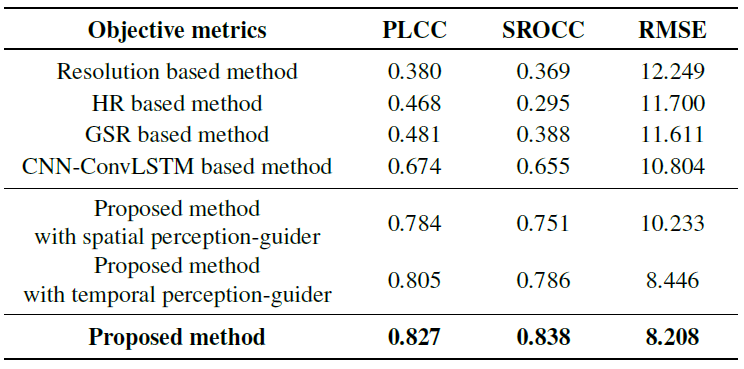 Objective metrics PLCC SROCC RMSE
Resolution based method 0.380 0.369 12.249
HR based method 0.468 0.295 11.700
GSR based method 0.481 0.388 11.611
CNN-ConvLSTM based method 0.674 0.655 10.804
Proposed method
with spatial perception-guider 0.784 0.751 10.233
Proposed method
with temporal perception-guider 0.805 0.786 8.446
Proposed method 0.827 0.838 8.208